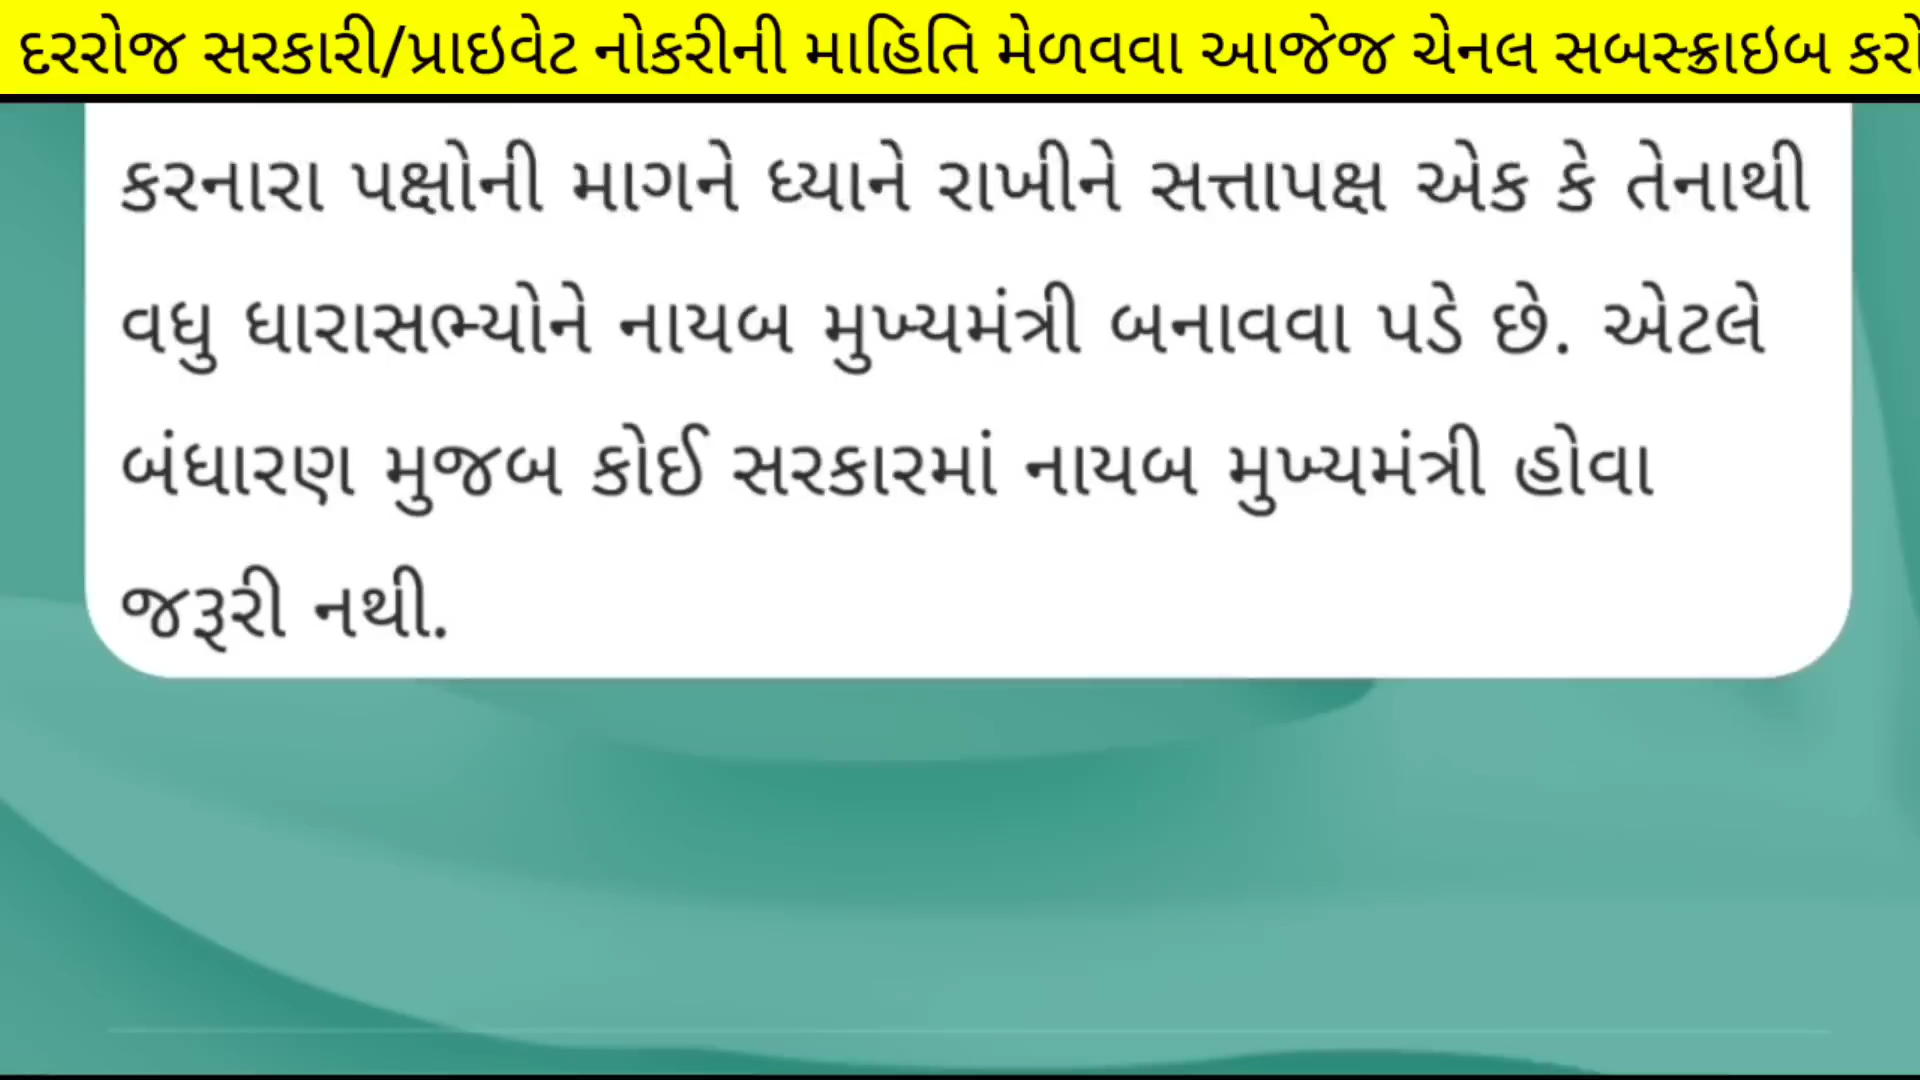 દરરોજ સરકારી/પ્રાઇવેટ નોકરીની માહિતિ મેળવવા આજેજ ચેનલ સબસ્ક્રાઇબ કરો
કરનારા પક્ષોની માગને ધ્યાને રાખીને સત્તાપક્ષ એક કે તેનાથી
વધુ ધારાસભ્યોને નાયબ મુખ્યમંત્રી બનાવવા પડે છે. એટલે
બંધારણ મુજબ કોઈ સરકારમાં નાયબ મુખ્યમંત્રી હોવા
જરૂરી નથી.